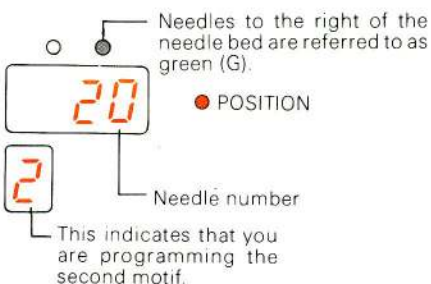 Needles to the right of the
needle bed are referred to as
green (G).
20
POSITION
2
Needle number
This indicates that you
are programming the
second motif.